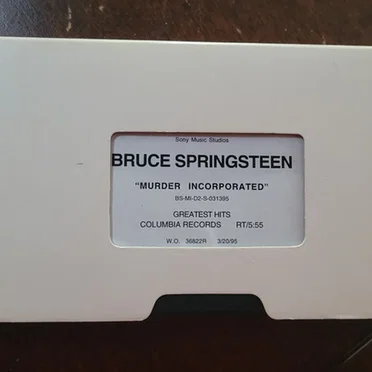 Sony Music Studios
BRUCE SPRINGSTEEN
"MURDER INCORPORATED"
BS-MI-D2-S-031395
GREATEST HITS
COLUMBIA RECORDS RT/5:55
W.O. 36822R 3/20/95